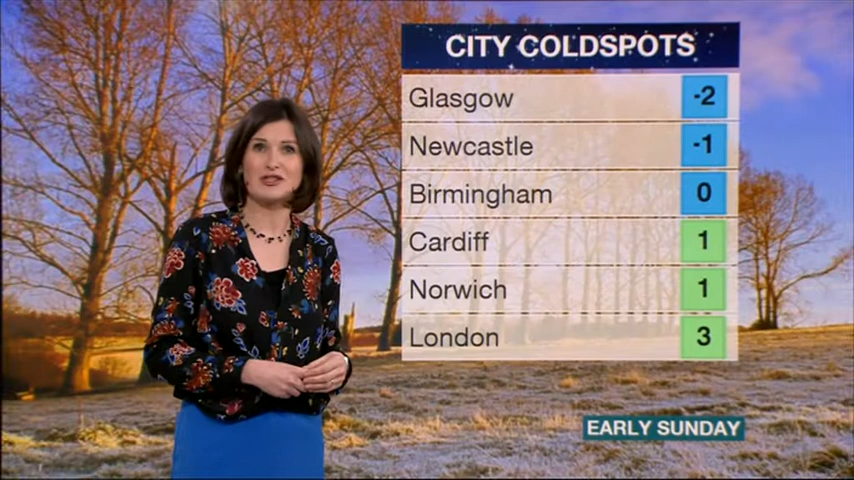 CITY COLDSPOTS
Glasgow -2
Newcastle -1
Birmingham 0
Cardiff 1
Norwich 1
London 3
EARLY SUNDAY